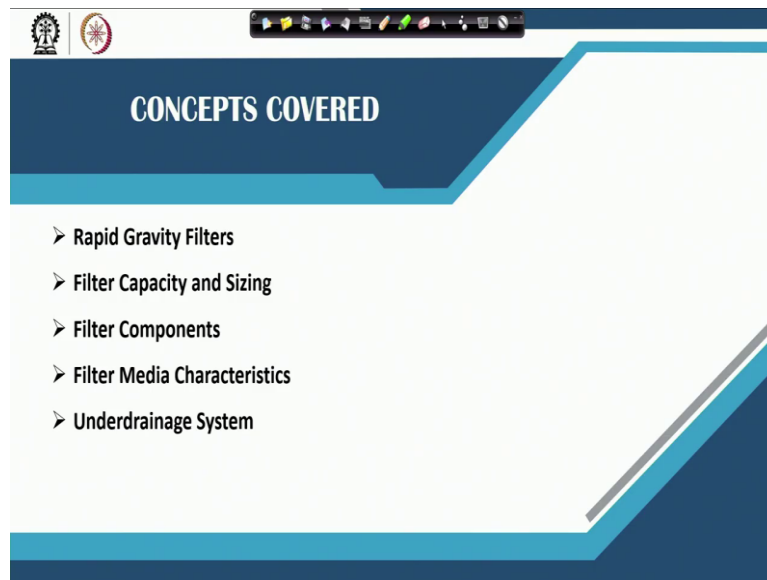 CONCEPTS COVERED
Rapid Gravity Filters
Filter Capacity and Sizing
Filter Components
Filter Media Characteristics
Underdrainage System